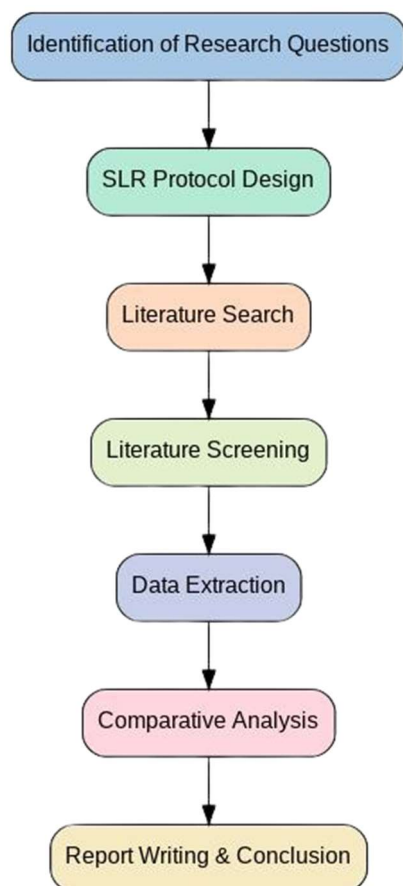 Identification of Research Questions
SLR Protocol Design
Literature Search
Literature Screening
Data Extraction
Comparative Analysis
Report Writing & Conclusion